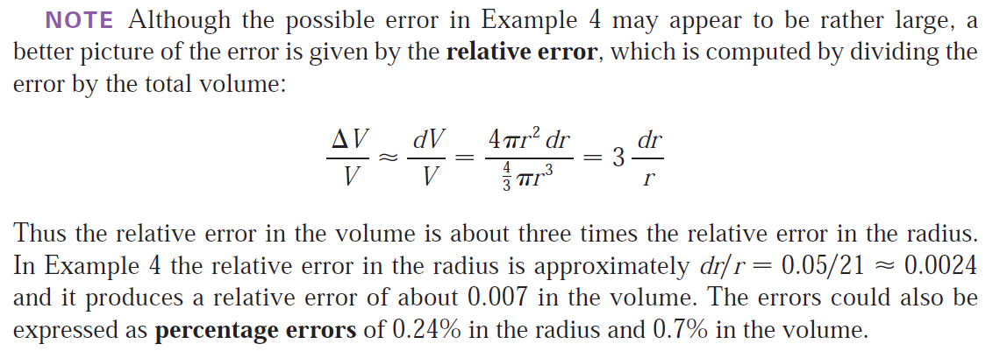 NOTE Although the possible error in Example 4 may appear to be rather large, a
better picture of the error is given by the relative error, which is computed by dividing the
error by the total volume:
ΔV/V ≈ dV/V = 4πr² dr / (4/3 πr³) = 3 dr/r
Thus the relative error in the volume is about three times the relative error in the radius.
In Example 4 the relative error in the radius is approximately dr/r = 0.05/21 ≈ 0.0024
and it produces a relative error of about 0.007 in the volume. The errors could also be
expressed as percentage errors of 0.24% in the radius and 0.7% in the volume.